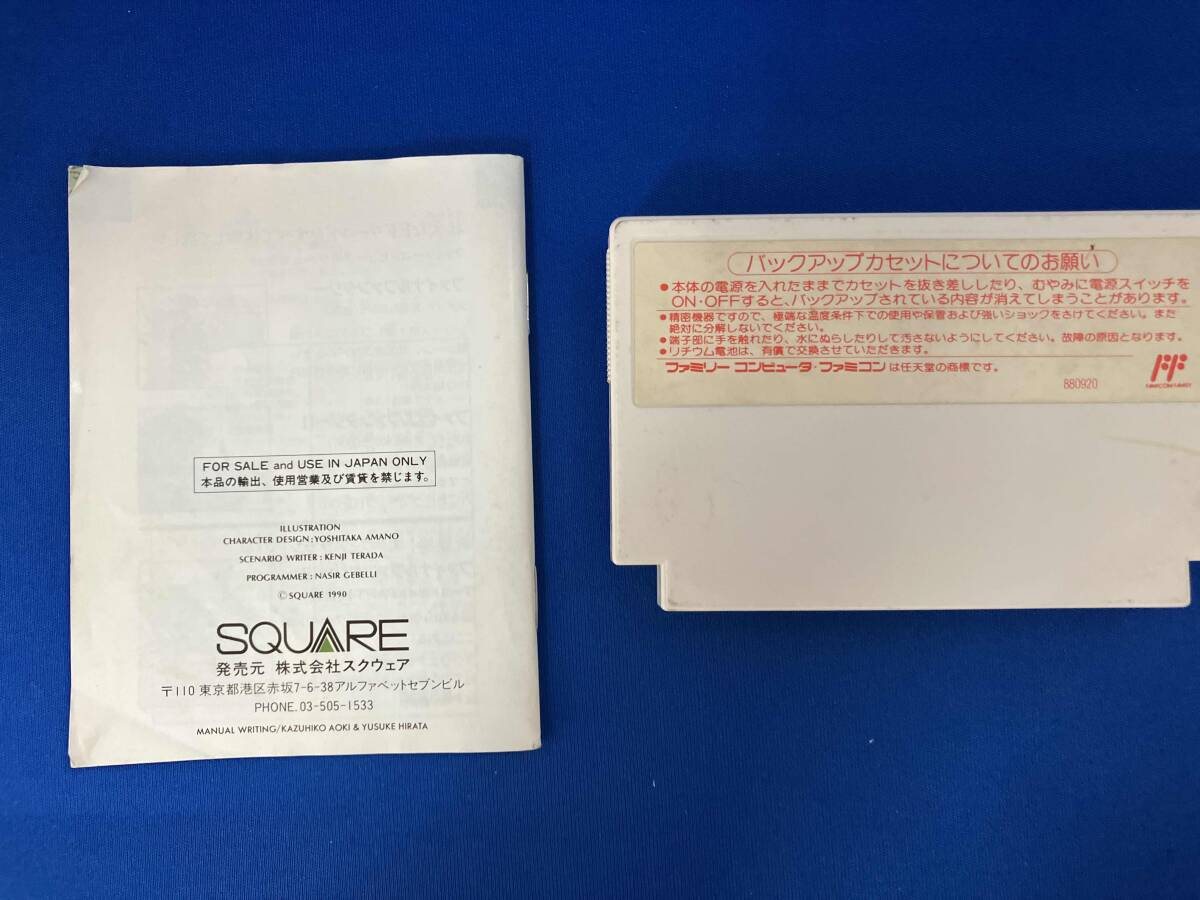 FOR SALE and USE IN JAPAN ONLY
本品の輸出、使用営業及び賃貸を禁じます。
ILLUSTRATION
CHARACTER DESIGN : YOSHITAKA AMANO
SCENARIO WRITER : KENJI TERADA
PROGRAMMER : NASIR GEBELLI
© SQUARE 1990
SQUARE
発売元 株式会社スクウェア
〒110 東京都港区赤坂7-6-38アルファベットセブンビル
PHONE. 03-505-1533
MANUAL WRITING/KAZUHIKO AOKI & YUSUKE HIRATA
バックアップカセットについてのお願い
●本体の電源を入れたままでカセットを抜き差ししたり、むやみに電源スイッチを
ON・OFFすると、バックアップされている内容が消えてしまうことがあります。
●精密機器ですので、極端な温度条件下での使用や保管および強いショックをさけてください。また
絶対に分解しないでください。
●端子部に手を触れたり、水にぬらしたりして汚さないようにしてください。故障の原因となります。
●リチウム電池は、有償で交換させていただきます。
ファミリー コンピュータ・ファミコン は任天堂の商標です。
880920
FAMICOM FAMILY